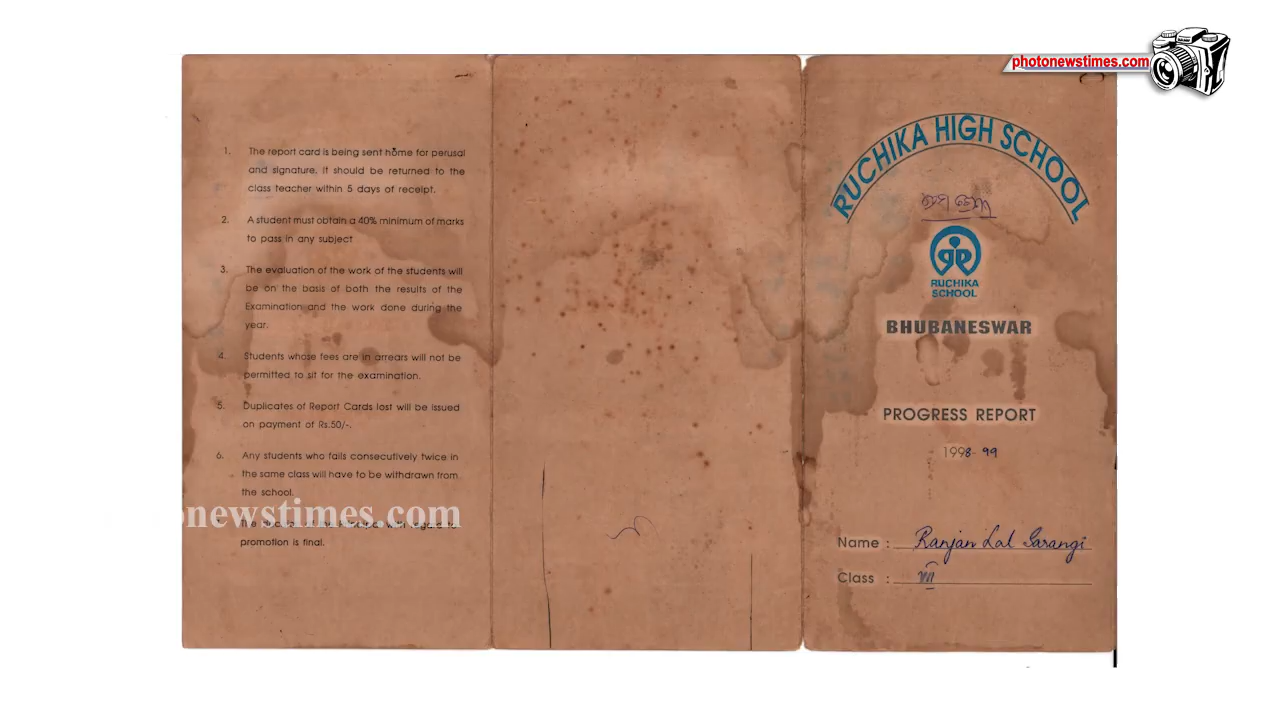 photonewstimes.com
1. The report card is being sent home for perusal
and signature, it should be returned to the
class teacher within 5 days of receipt.
2. A student must obtain a 40% minimum of marks
to pass in any subject
3. The evaluation of the work of the students will
be on the basis of both the results of the
Examination and the work done during the
year.
4. Students whose fees are in arrears will not be
permitted to sit for the examination.
5. Duplicates of Report Cards lost will be issued
on payment of Rs.50/-.
6. Any students who fails consecutively twice in
the same class will have to be withdrawn from
the school.
newstimes.com
The with regard to
promotion is final.
RUCHIKA HIGH SCHOOL
RUCHIKA
SCHOOL
BHUBANESWAR
PROGRESS REPORT
1998-99
Name : Ranjan Lal Sarangi
Class :